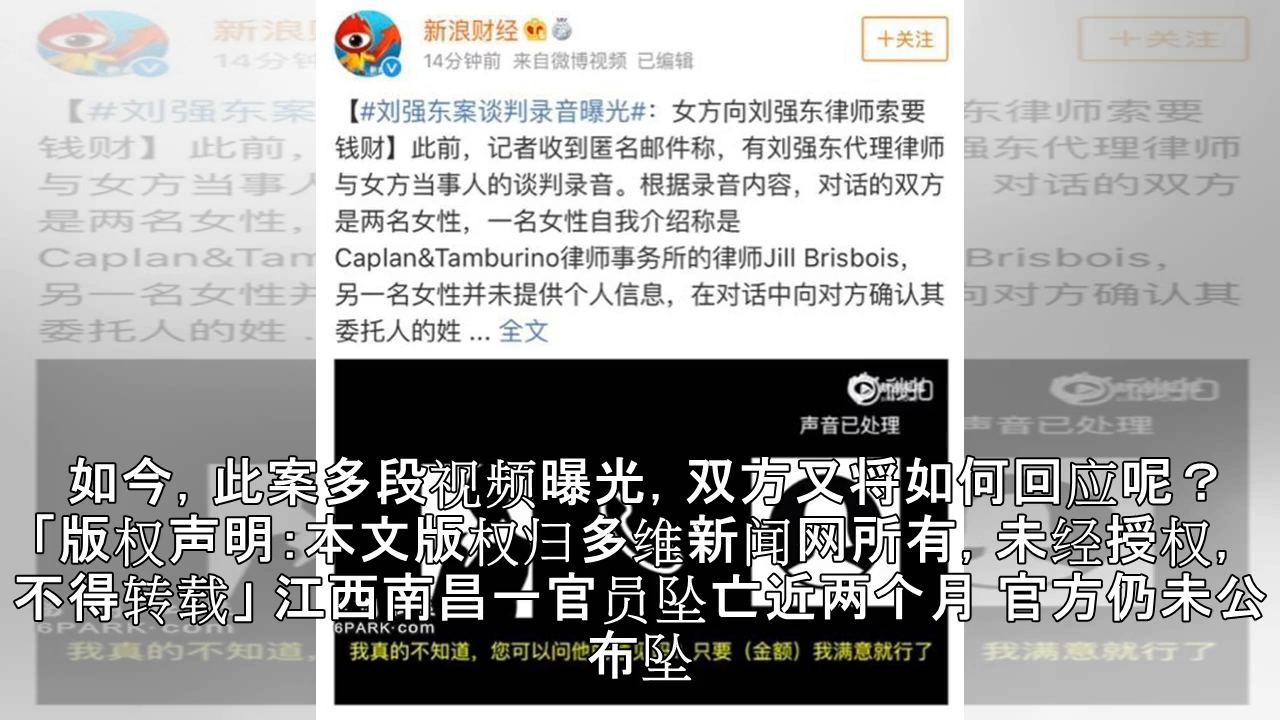 新浪财经
+关注
14分钟前 来自微博视频 已编辑
【#刘强东案谈判录音曝光#：女方向刘强东律师索要
钱财】此前，记者收到匿名邮件称，有刘强东代理律师
与女方当事人的谈判录音。根据录音内容，对话的双方
是两名女性，一名女性自我介绍称是
Caplan&Tamburino律师事务所的律师Jill Brisbois，
另一名女性并未提供个人信息，在对话中向对方确认其
委托人的姓 ... 全文
秒拍
声音已处理
如今，此案多段视频曝光，双方又将如何回应呢？
「版权声明：本文版权归多维新闻网所有，未经授权，
不得转载」江西南昌一官员坠亡近两个月 官方仍未公
布坠
6PARK.com
我真的不知道，您可以问他
只要（金额）我满意就行了